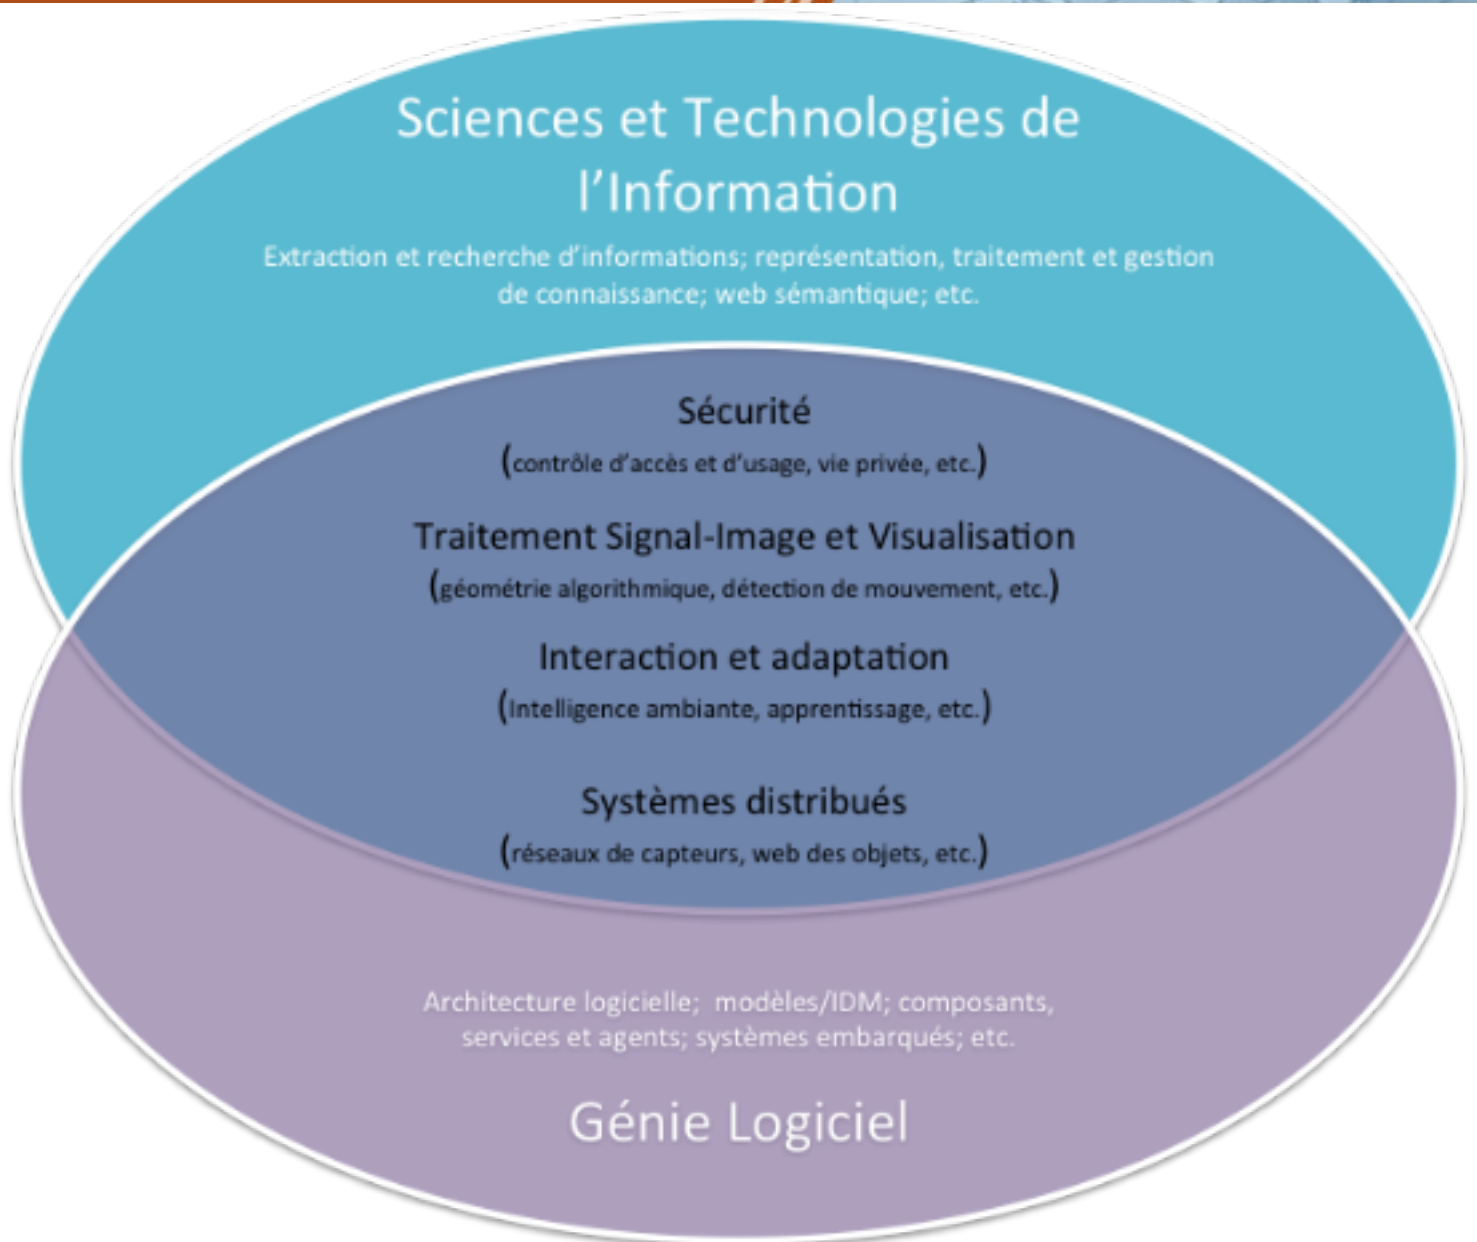 Sciences et Technologies de
l’Information
Extraction et recherche d’informations; représentation, traitement et gestion
de connaissance; web sémantique; etc.
Sécurité
(contrôle d’accès et d’usage, vie privée, etc.)
Traitement Signal-Image et Visualisation
(géométrie algorithmique, détection de mouvement, etc.)
Interaction et adaptation
(Intelligence ambiante, apprentissage, etc.)
Systèmes distribués
(réseaux de capteurs, web des objets, etc.)
Architecture logicielle; modèles/IDM; composants,
services et agents; systèmes embarqués; etc.
Génie Logiciel